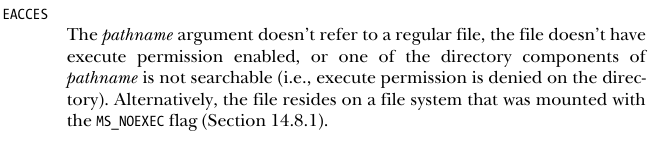 EACCES
The pathname argument doesn't refer to a regular file, the file doesn't have
execute permission enabled, or one of the directory components of
pathname is not searchable (i.e., execute permission is denied on the direc-
tory). Alternatively, the file resides on a file system that was mounted with
the MS_NOEXEC flag (Section 14.8.1).